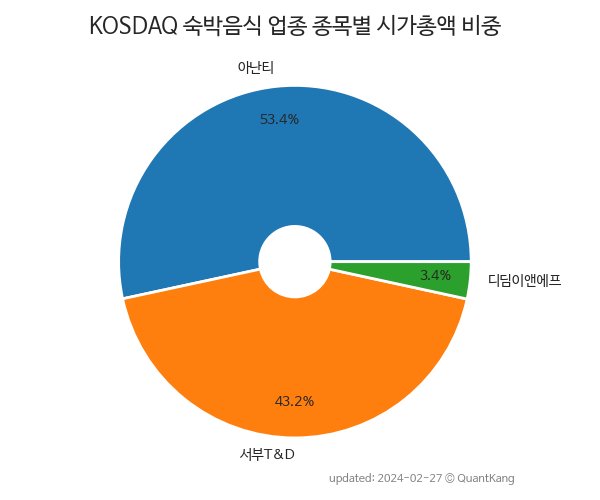 KOSDAQ 숙박음식 업종 종목별 시가총액 비중
아난티
53.4%
3.4%
디딤이앤에프
43.2%
서부T&D
updated: 2024-02-27 © QuantKang